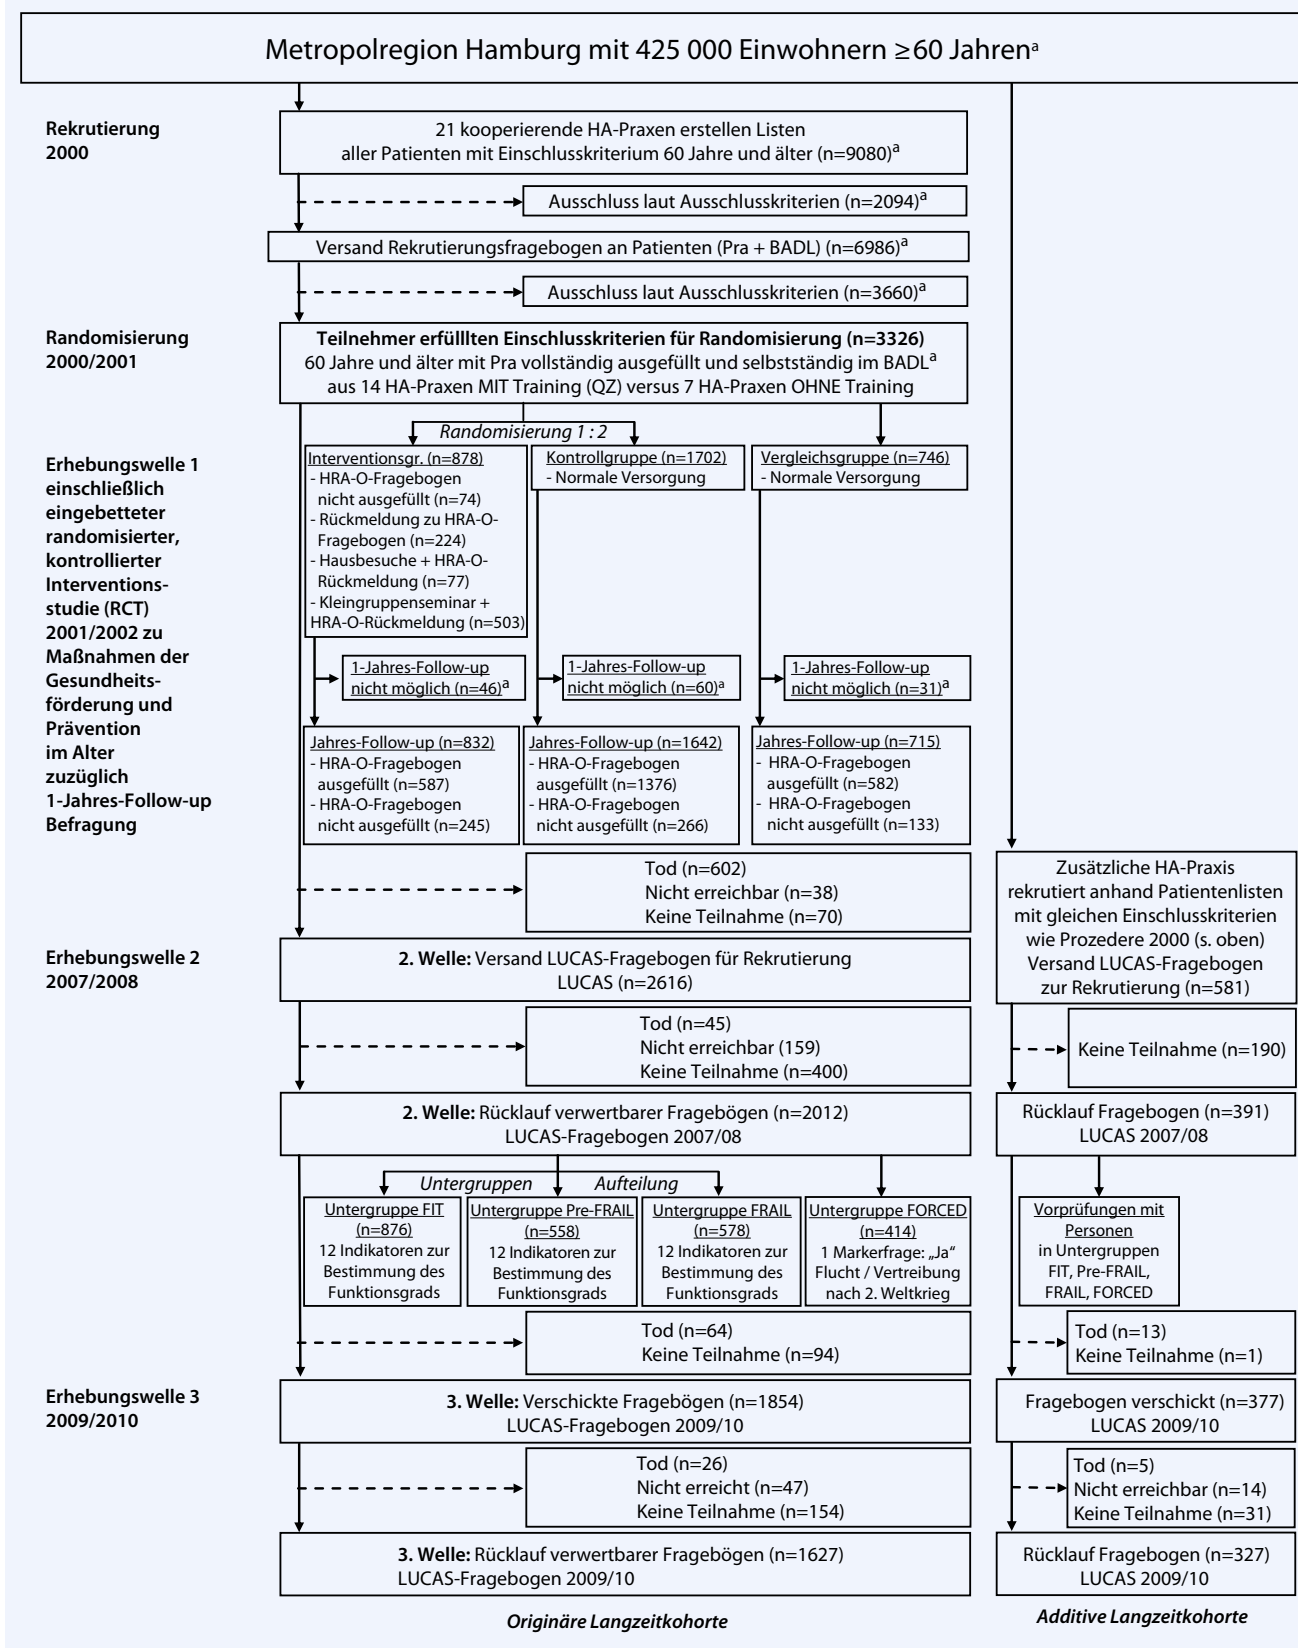 Metropolregion Hamburg mit 425 000 Einwohnern ≥60 Jahrenᵃ
Rekrutierung
2000
21 kooperierende HA-Praxen erstellen Listen
aller Patienten mit Einschlusskriterium 60 Jahre und älter (n=9080)ᵃ
Ausschluss laut Ausschlusskriterien (n=2094)ᵃ
Versand Rekrutierungsfragebogen an Patienten (Pra + BADL) (n=6986)ᵃ
Ausschluss laut Ausschlusskriterien (n=3660)ᵃ
Randomisierung
2000/2001
Teilnehmer erfülllten Einschlusskriterien für Randomisierung (n=3326)
60 Jahre und älter mit Pra vollständig ausgefüllt und selbstständig im BADLᵃ
aus 14 HA-Praxen MIT Training (QZ) versus 7 HA-Praxen OHNE Training
Randomisierung 1 : 2
Erhebungswelle 1
einschließlich
eingebetteter
randomisierter,
kontrollierter
Interventions-
studie (RCT)
2001/2002 zu
Maßnahmen der
Gesundheits-
förderung und
Prävention
im Alter
zuzüglich
1-Jahres-Follow-up
Befragung
Interventionsgr. (n=878)
- HRA-O-Fragebogen
nicht ausgefüllt (n=74)
- Rückmeldung zu HRA-O-
Fragebogen (n=224)
- Hausbesuche + HRA-O-
Rückmeldung (n=77)
- Kleingruppenseminar +
HRA-O-Rückmeldung (n=503)
Kontrollgruppe (n=1702)
- Normale Versorgung
Vergleichsgruppe (n=746)
- Normale Versorgung
1-Jahres-Follow-up
nicht möglich (n=46)ᵃ
1-Jahres-Follow-up
nicht möglich (n=60)ᵃ
1-Jahres-Follow-up
nicht möglich (n=31)ᵃ
Jahres-Follow-up (n=832)
- HRA-O-Fragebogen
ausgefüllt (n=587)
- HRA-O-Fragebogen
nicht ausgefüllt (n=245)
Jahres-Follow-up (n=1642)
- HRA-O-Fragebogen
ausgefüllt (n=1376)
- HRA-O-Fragebogen
nicht ausgefüllt (n=266)
Jahres-Follow-up (n=715)
- HRA-O-Fragebogen
ausgefüllt (n=582)
- HRA-O-Fragebogen
nicht ausgefüllt (n=133)
Tod (n=602)
Nicht erreichbar (n=38)
Keine Teilnahme (n=70)
Zusätzliche HA-Praxis
rekrutiert anhand Patientenlisten
mit gleichen Einschlusskriterien
wie Prozedere 2000 (s. oben)
Versand LUCAS-Fragebogen
zur Rekrutierung (n=581)
Erhebungswelle 2
2007/2008
2. Welle: Versand LUCAS-Fragebogen für Rekrutierung
LUCAS (n=2616)
Tod (n=45)
Nicht erreichbar (159)
Keine Teilnahme (n=400)
Keine Teilnahme (n=190)
2. Welle: Rücklauf verwertbarer Fragebögen (n=2012)
LUCAS-Fragebogen 2007/08
Rücklauf Fragebogen (n=391)
LUCAS 2007/08
Untergruppen Aufteilung
Untergruppe FIT
(n=876)
12 Indikatoren zur
Bestimmung des
Funktionsgrads
Untergruppe Pre-FRAIL
(n=558)
12 Indikatoren zur
Bestimmung des
Funktionsgrads
Untergruppe FRAIL
(n=578)
12 Indikatoren zur
Bestimmung des
Funktionsgrads
Untergruppe FORCED
(n=414)
1 Markerfrage: „Ja“
Flucht / Vertreibung
nach 2. Weltkrieg
Vorprüfungen mit
Personen
in Untergruppen
FIT, Pre-FRAIL,
FRAIL, FORCED
Tod (n=64)
Keine Teilnahme (n=94)
Tod (n=13)
Keine Teilnahme (n=1)
Erhebungswelle 3
2009/2010
3. Welle: Verschickte Fragebögen (n=1854)
LUCAS-Fragebogen 2009/10
Fragebogen verschickt (n=377)
LUCAS 2009/10
Tod (n=26)
Nicht erreicht (n=47)
Keine Teilnahme (n=154)
Tod (n=5)
Nicht erreichbar (n=14)
Keine Teilnahme (n=31)
3. Welle: Rücklauf verwertbarer Fragebögen (n=1627)
LUCAS-Fragebogen 2009/10
Rücklauf Fragebogen (n=327)
LUCAS 2009/10
Originäre Langzeitkohorte
Additive Langzeitkohorte